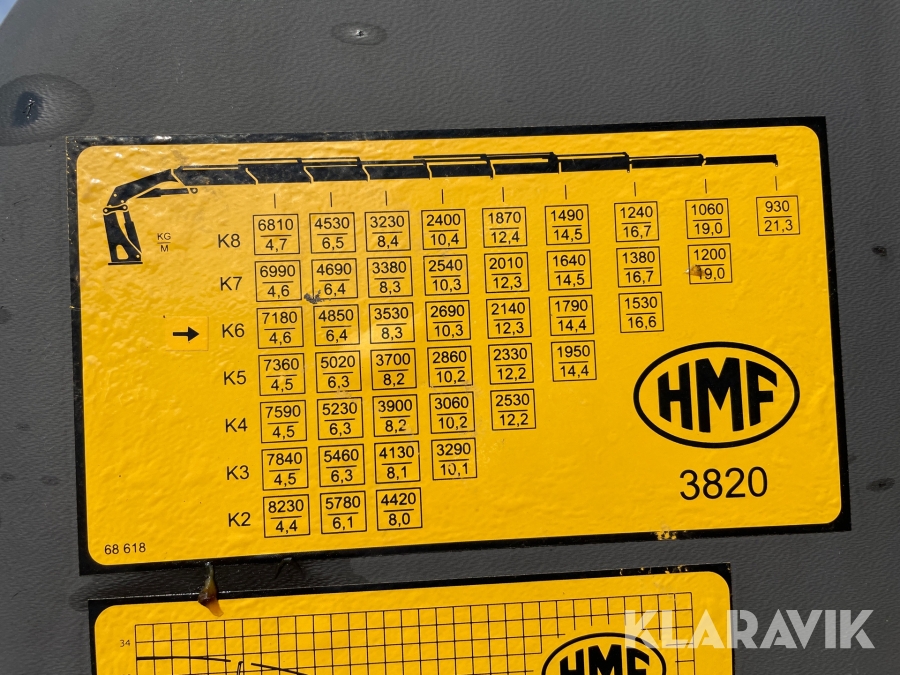 KLARAVIK
KG
M
K8 6810 4530 3230 2400 1870 1490 1240 1060 930
4,7 6,5 8,4 10,4 12,4 14,5 16,7 19,0 21,3
K7 6990 4690 3380 2540 2010 1640 1380 1200
4,6 6,4 8,3 10,3 12,3 14,5 16,7 19,0
K6 7180 4850 3530 2690 2140 1790 1530
4,6 6,4 8,3 10,3 12,3 14,4 16,6
K5 7360 5020 3700 2860 2330 1950
4,5 6,3 8,2 10,2 12,2 14,4
K4 7590 5230 3900 3060 2530
4,5 6,3 8,2 10,2 12,2
K3 7840 5460 4130 3290
4,5 6,3 8,1 10,1
K2 8230 5780 4420
4,4 6,1 8,0
HMF
3820
68 618
34
HMF
KLARAVIK